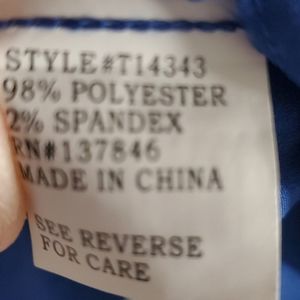 STYLE#T14343
98% POLYESTER
2% SPANDEX
RN#137846
MADE IN CHINA
SEE REVERSE
FOR CARE